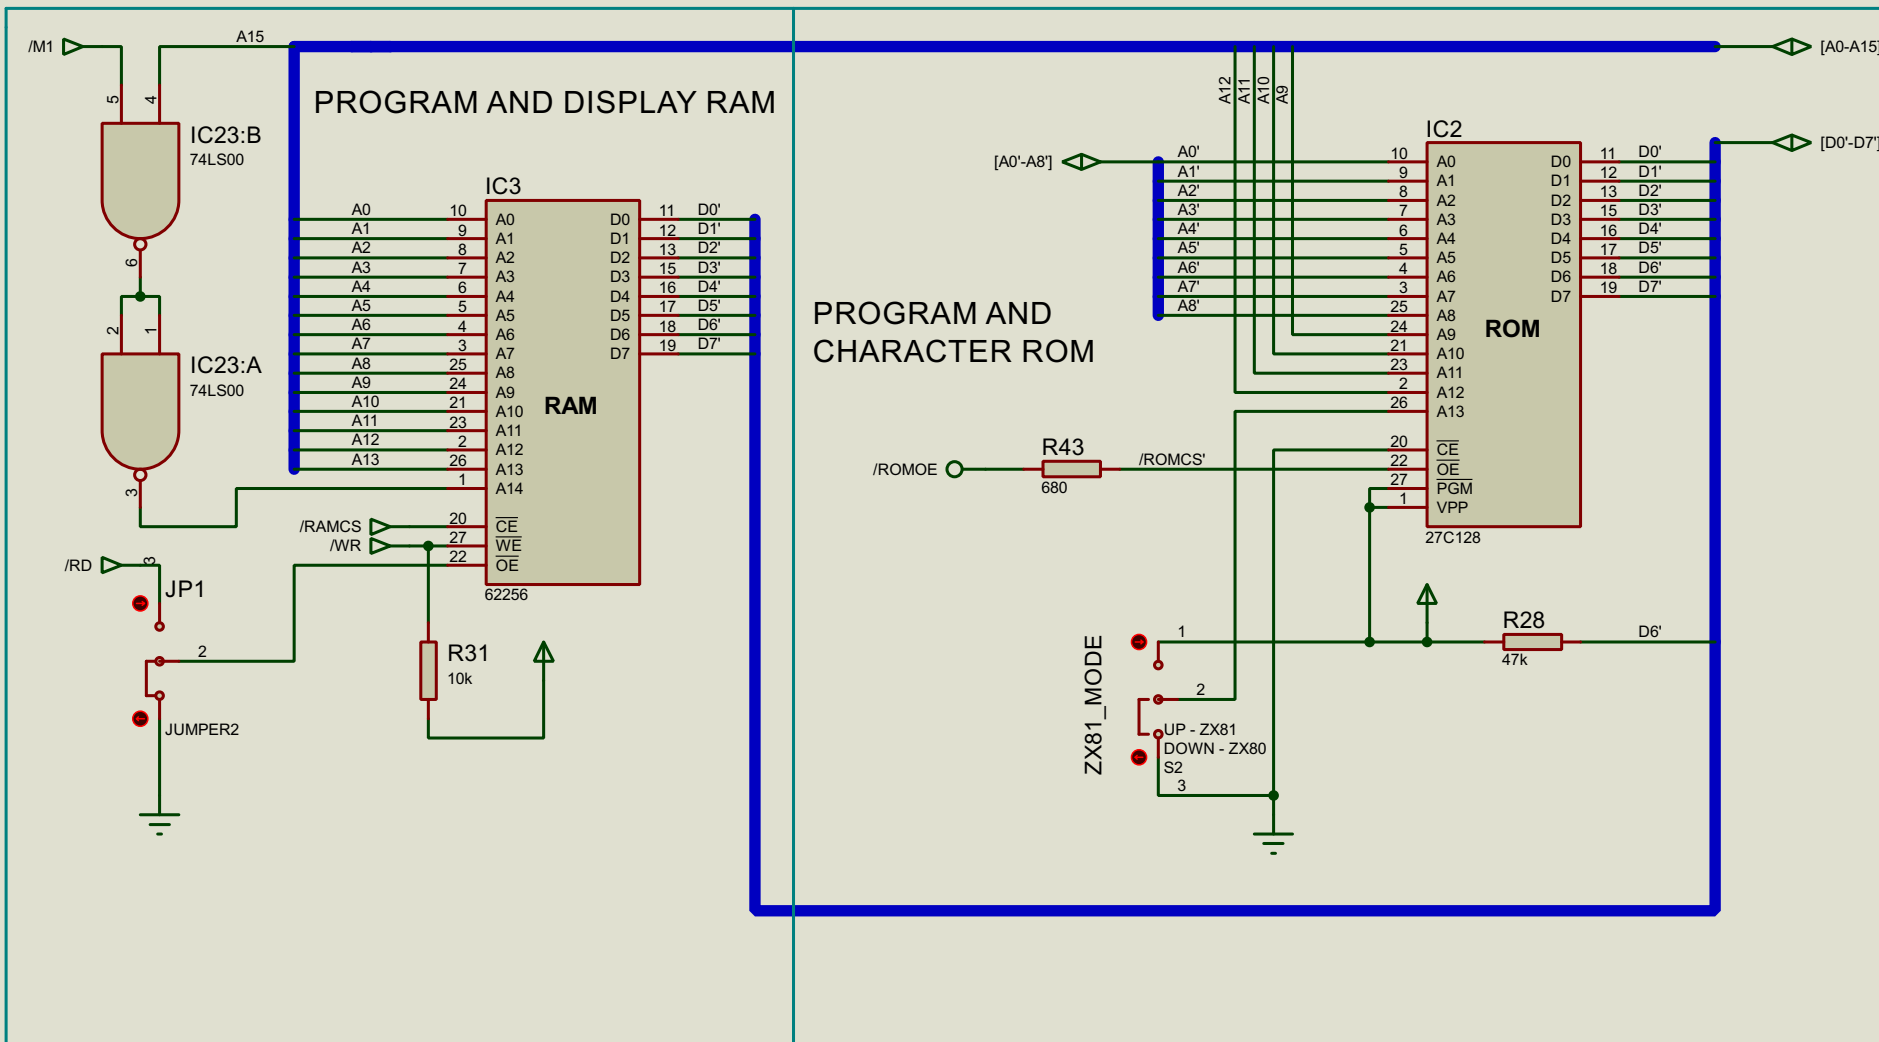 /M1
A15
5
4
IC23:B
74LS00
6
2
1
IC23:A
74LS00
3
PROGRAM AND DISPLAY RAM
IC3
A0 10 A0
A1 9 A1
A2 8 A2
A3 7 A3
A4 6 A4
A5 5 A5
A6 4 A6
A7 3 A7
A8 25 A8
A9 24 A9
A10 21 A10
A11 23 A11
A12 2 A12
A13 26 A13
1 A14
/RAMCS 20 CE
/WR 27 WE
22 OE
D0 11 D0'
D1 12 D1'
D2 13 D2'
D3 15 D3'
D4 16 D4'
D5 17 D5'
D6 18 D6'
D7 19 D7'
RAM
62256
/RD
3
JP1
2
JUMPER2
R31
10k
[A0-A15]
A12
A11
A10
A9
PROGRAM AND
CHARACTER ROM
IC2
[A0'-A8']
A0' 10 A0
A1' 9 A1
A2' 8 A2
A3' 7 A3
A4' 6 A4
A5' 5 A5
A6' 4 A6
A7' 3 A7
A8' 25 A8
24 A9
21 A10
23 A11
2 A12
26 A13
20 CE
22 OE
27 PGM
1 VPP
D0 11 D0'
D1 12 D1'
D2 13 D2'
D3 15 D3'
D4 16 D4'
D5 17 D5'
D6 18 D6'
D7 19 D7'
[D0'-D7']
ROM
27C128
/ROMOE
R43
680
/ROMCS'
ZX81_MODE
1
2
UP - ZX81
DOWN - ZX80
S2
3
R28
47k
D6'